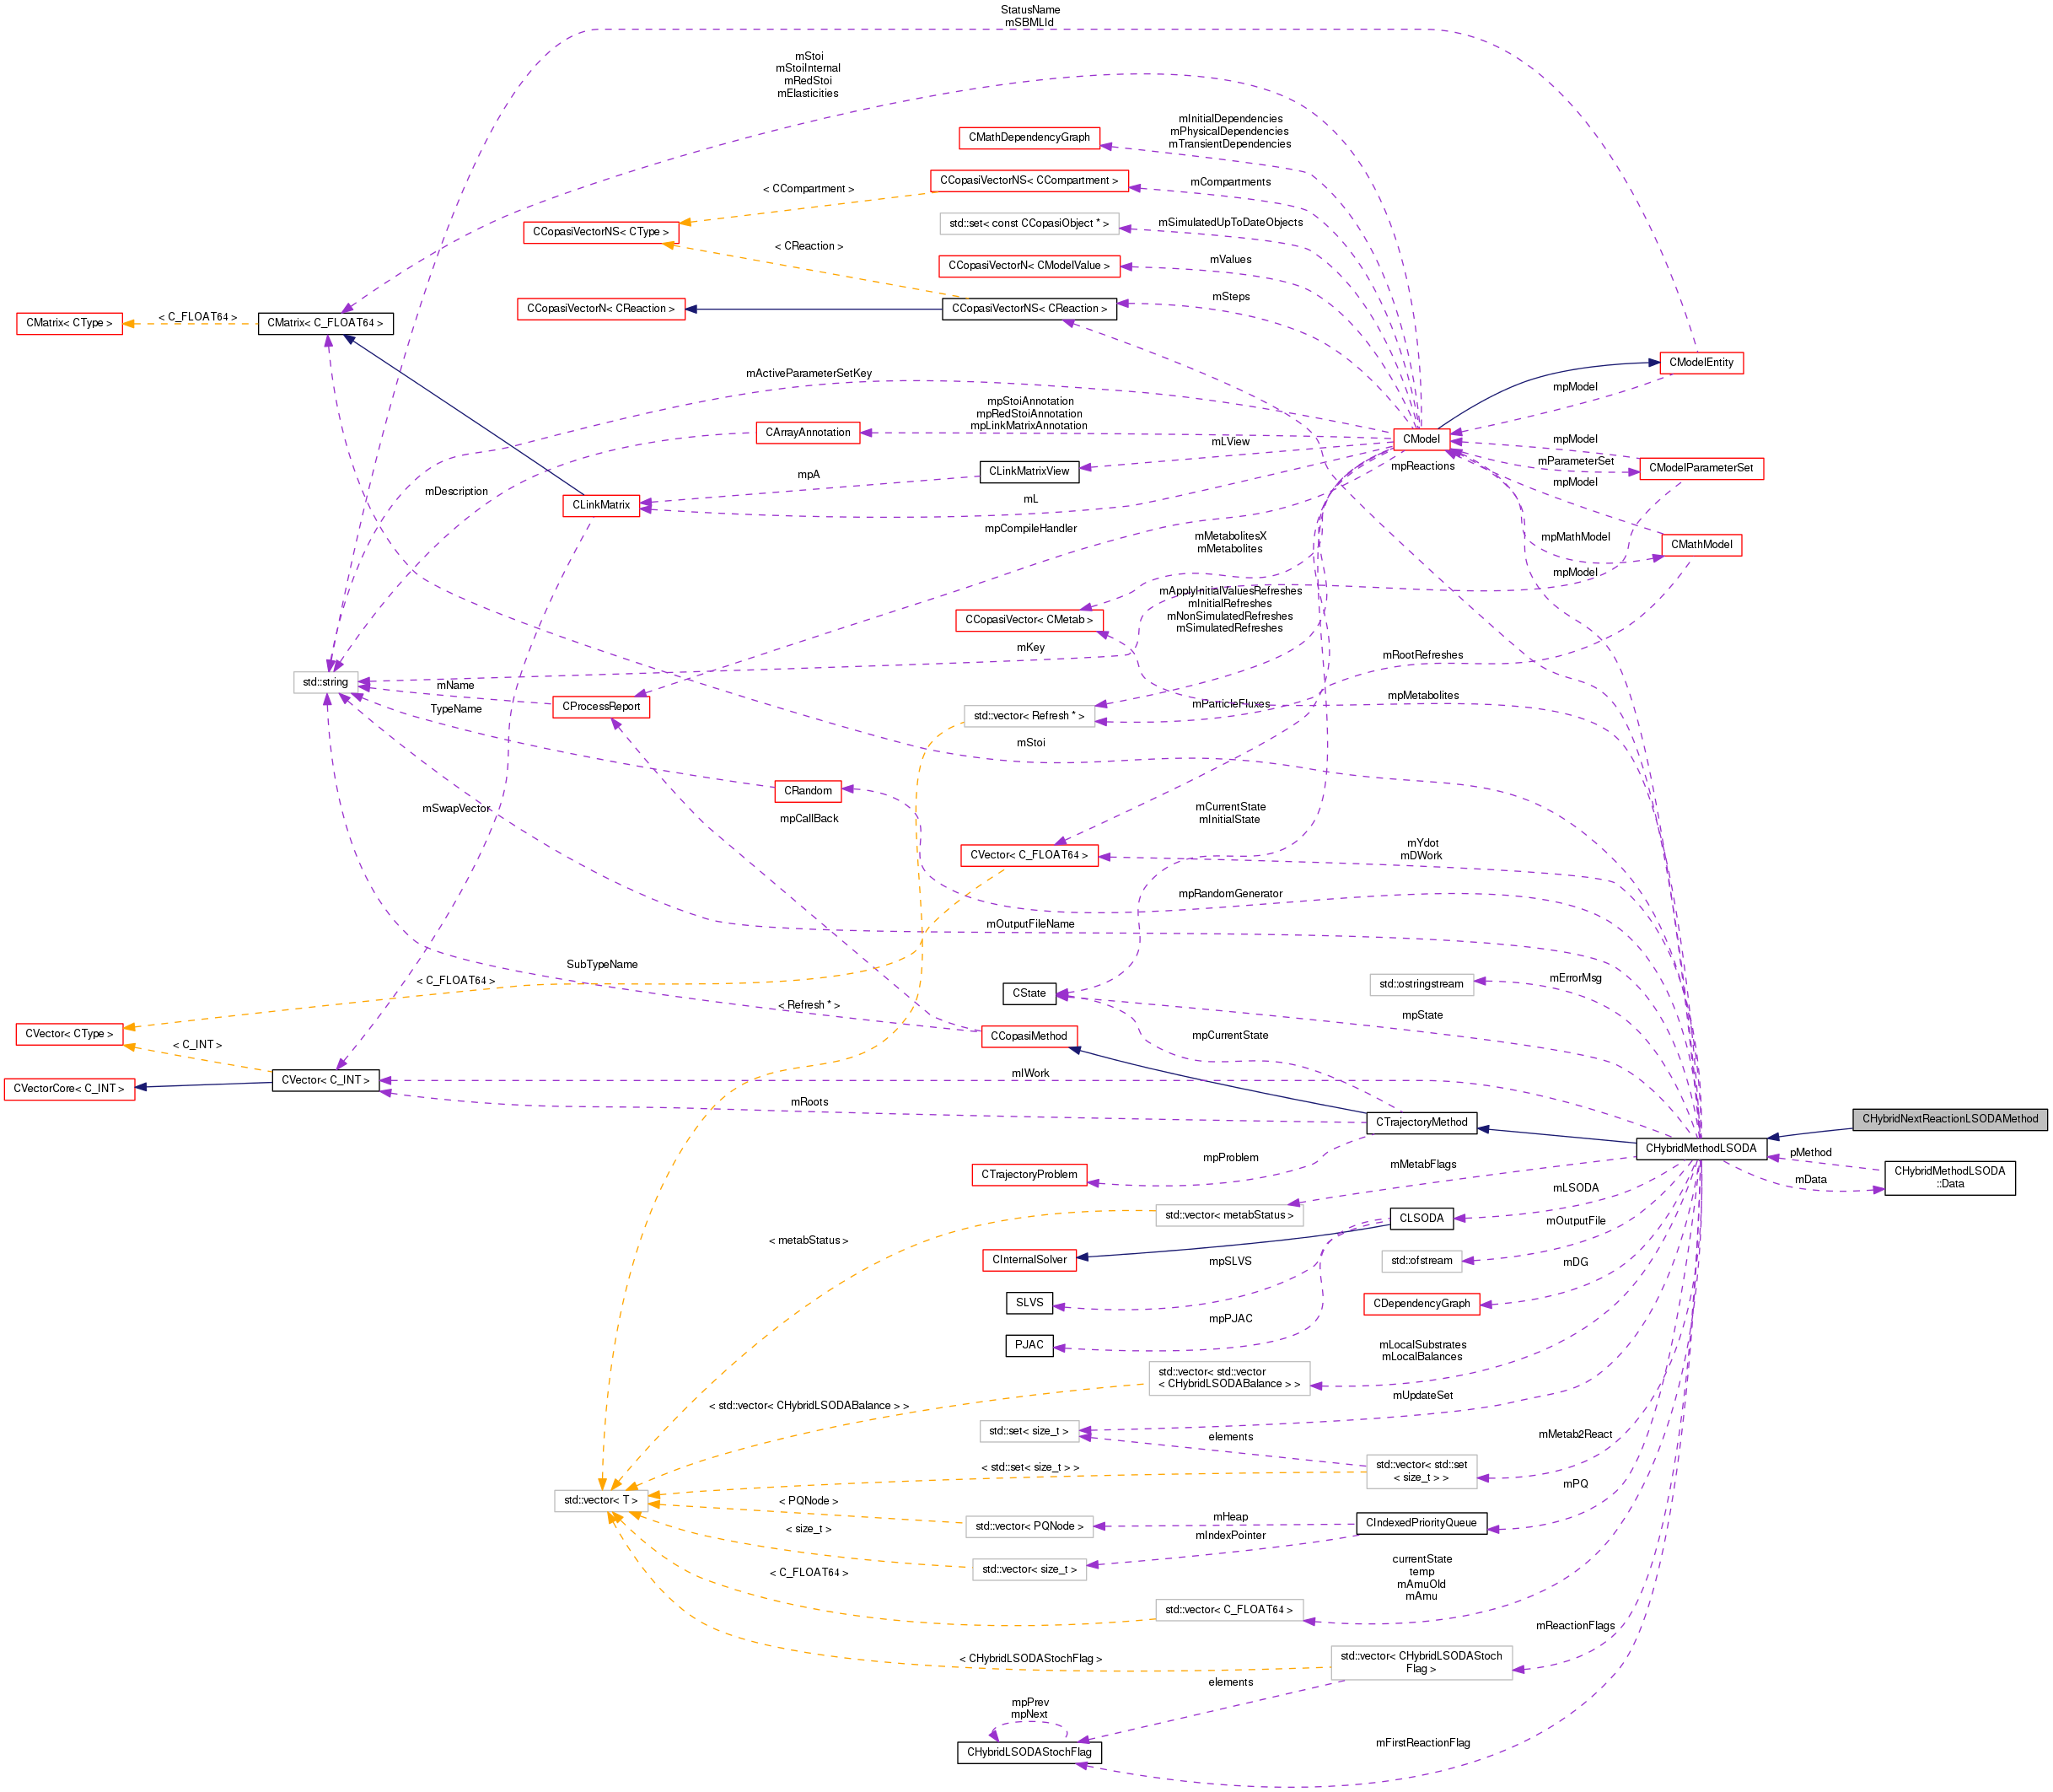 StatusName
mSBMLId
mStoi
mStoiInternal
mRedStoi
mElasticities
CMathDependencyGraph
mInitialDependencies
mPhysicalDependencies
mTransientDependencies
CCopasiVectorNS< CCompartment >
mCompartments
< CCompartment >
CCopasiVectorNS< CType >
std::set< const CCopasiObject * >
mSimulatedUpToDateObjects
< CReaction >
CCopasiVectorN< CModelValue >
mValues
mSteps
CCopasiVectorN< CReaction >
CCopasiVectorNS< CReaction >
CMatrix< CType >
< C_FLOAT64 >
CMatrix< C_FLOAT64 >
CModelEntity
mActiveParameterSetKey
mpModel
mpStoiAnnotation
mpRedStoiAnnotation
mpLinkMatrixAnnotation
CArrayAnnotation
CModel
mpModel
mLView
mpReactions
mParameterSet
CModelParameterSet
CLinkMatrixView
mpA
mpModel
mDescription
CLinkMatrix
mL
mpCompileHandler
mMetabolitesX
mMetabolites
mpMathModel
CMathModel
mpModel
mApplyInitialValuesRefreshes
mInitialRefreshes
mNonSimulatedRefreshes
mSimulatedRefreshes
CCopasiVector< CMetab >
mKey
mRootRefreshes
std::string
mName
CProcessReport
TypeName
std::vector< Refresh * >
mParticleFluxes
mpMetabolites
mStoi
CRandom
mSwapVector
mpCallBack
mCurrentState
mInitialState
CVector< C_FLOAT64 >
mYdot
mDWork
mpRandomGenerator
mOutputFileName
SubTypeName
< C_FLOAT64 >
< Refresh * >
CState
std::ostringstream
mErrorMsg
mpState
CVector< CType >
< C_INT >
CCopasiMethod
mpCurrentState
CVectorCore< C_INT >
CVector< C_INT >
mIWork
mRoots
CTrajectoryMethod
CHybridNextReactionLSODAMethod
CHybridMethodLSODA
pMethod
mData
CHybridMethodLSODA
::Data
mpProblem
CTrajectoryProblem
mMetabFlags
mLSODA
std::vector< metabStatus >
CLSODA
mOutputFile
< metabStatus >
CInternalSolver
mpSLVS
std::ofstream
mDG
SLVS
CDependencyGraph
mpPJAC
PJAC
mLocalSubstrates
mLocalBalances
std::vector< std::vector
< CHybridLSODABalance > >
mUpdateSet
< std::vector< CHybridLSODABalance > >
std::set< size_t >
elements
mMetab2React
< std::set< size_t > >
std::vector< std::set
< size_t > >
mPQ
std::vector< T >
< PQNode >
std::vector< PQNode >
mHeap
CIndexedPriorityQueue
< size_t >
mIndexPointer
std::vector< size_t >
currentState
temp
mAmuOld
mAmu
< C_FLOAT64 >
std::vector< C_FLOAT64 >
mReactionFlags
< CHybridLSODAStochFlag >
std::vector< CHybridLSODAStoch
Flag >
elements
mpPrev
mpNext
CHybridLSODAStochFlag
mFirstReactionFlag